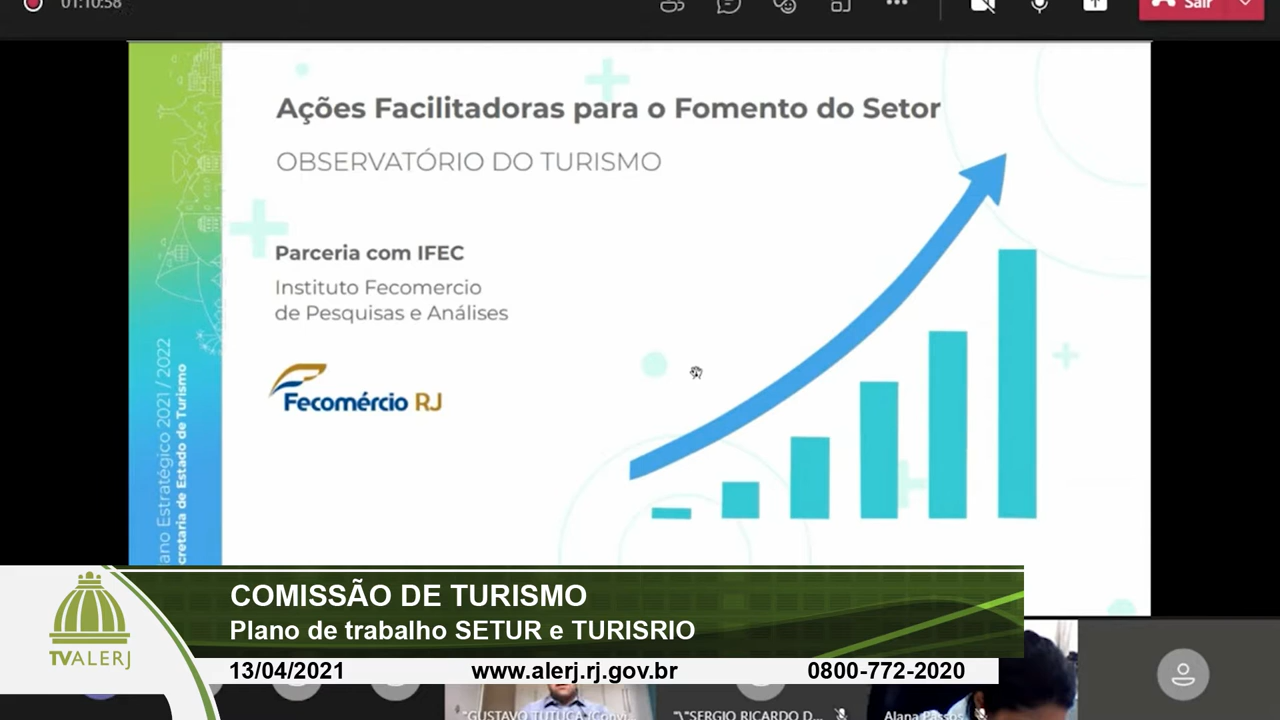 01:10:58
Sair
Ações Facilitadoras para o Fomento do Setor
OBSERVATÓRIO DO TURISMO
Parceria com IFEC
Instituto Fecomercio
de Pesquisas e Análises
Fecomércio RJ
ano Estratégico 2021 / 2022
cretaria de Estado de Turismo
COMISSÃO DE TURISMO
Plano de trabalho SETUR e TURISRIO
TVALERJ
13/04/2021 www.alerj.rj.gov.br 0800-772-2020
"GUSTAVO TUTUCA (Convi... "\"SERGIO RICARDO D... Alana Passos